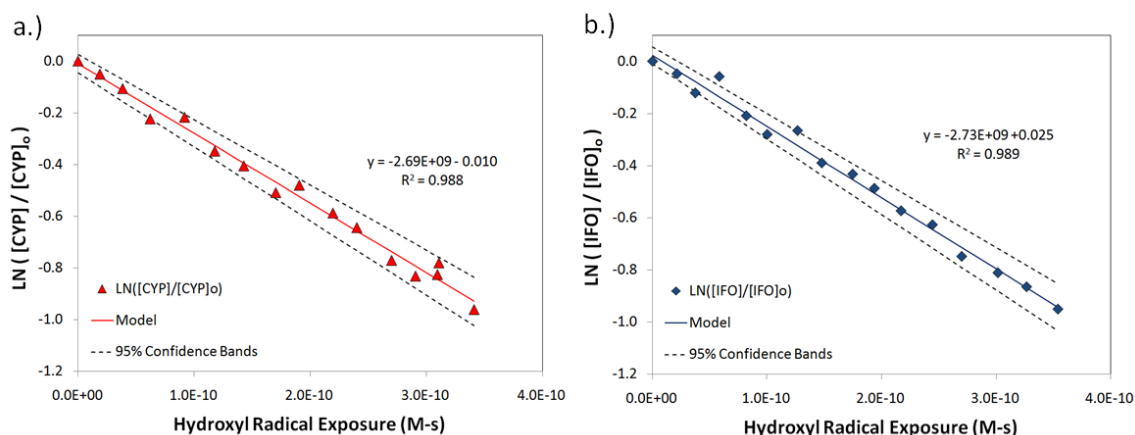 a.)
LN ( [CYP] / [CYP]o )
0.0
-0.2
-0.4
-0.6
-0.8
-1.0
-1.2
y = -2.69E+09 - 0.010
R² = 0.988
LN([CYP]/[CYP]o)
Model
95% Confidence Bands
0.0E+00 1.0E-10 2.0E-10 3.0E-10 4.0E-10
Hydroxyl Radical Exposure (M-s)
b.)
LN ( [IFO] / [IFO]o )
0.0
-0.2
-0.4
-0.6
-0.8
-1.0
-1.2
y = -2.73E+09 +0.025
R² = 0.989
LN([IFO]/[IFO]o)
Model
95% Confidence Bands
0.0E+00 1.0E-10 2.0E-10 3.0E-10 4.0E-10
Hydroxyl Radical Exposure (M-s)